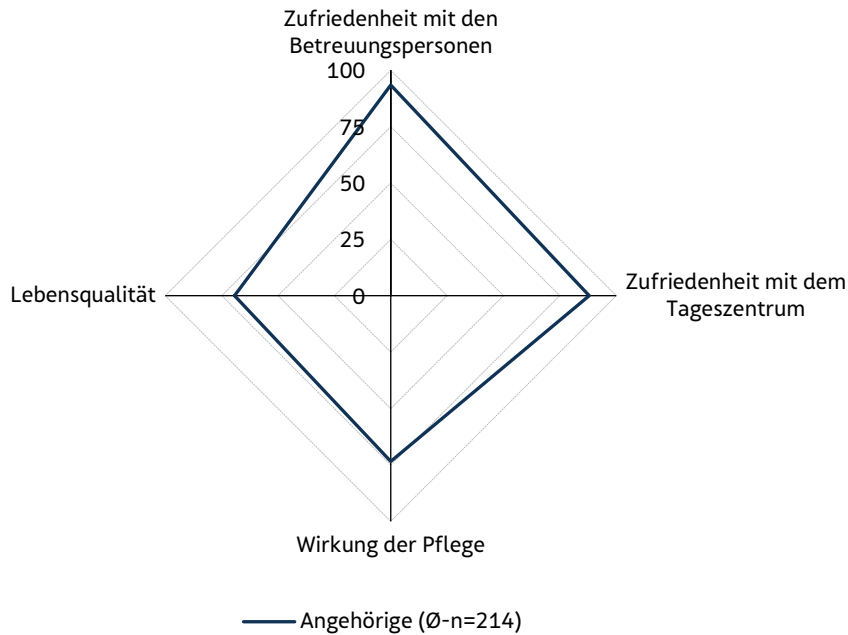 Zufriedenheit mit den
Betreuungspersonen
100
75
50
25
0
Lebensqualität
Zufriedenheit mit dem
Tageszentrum
Wirkung der Pflege
Angehörige (Ø-n=214)